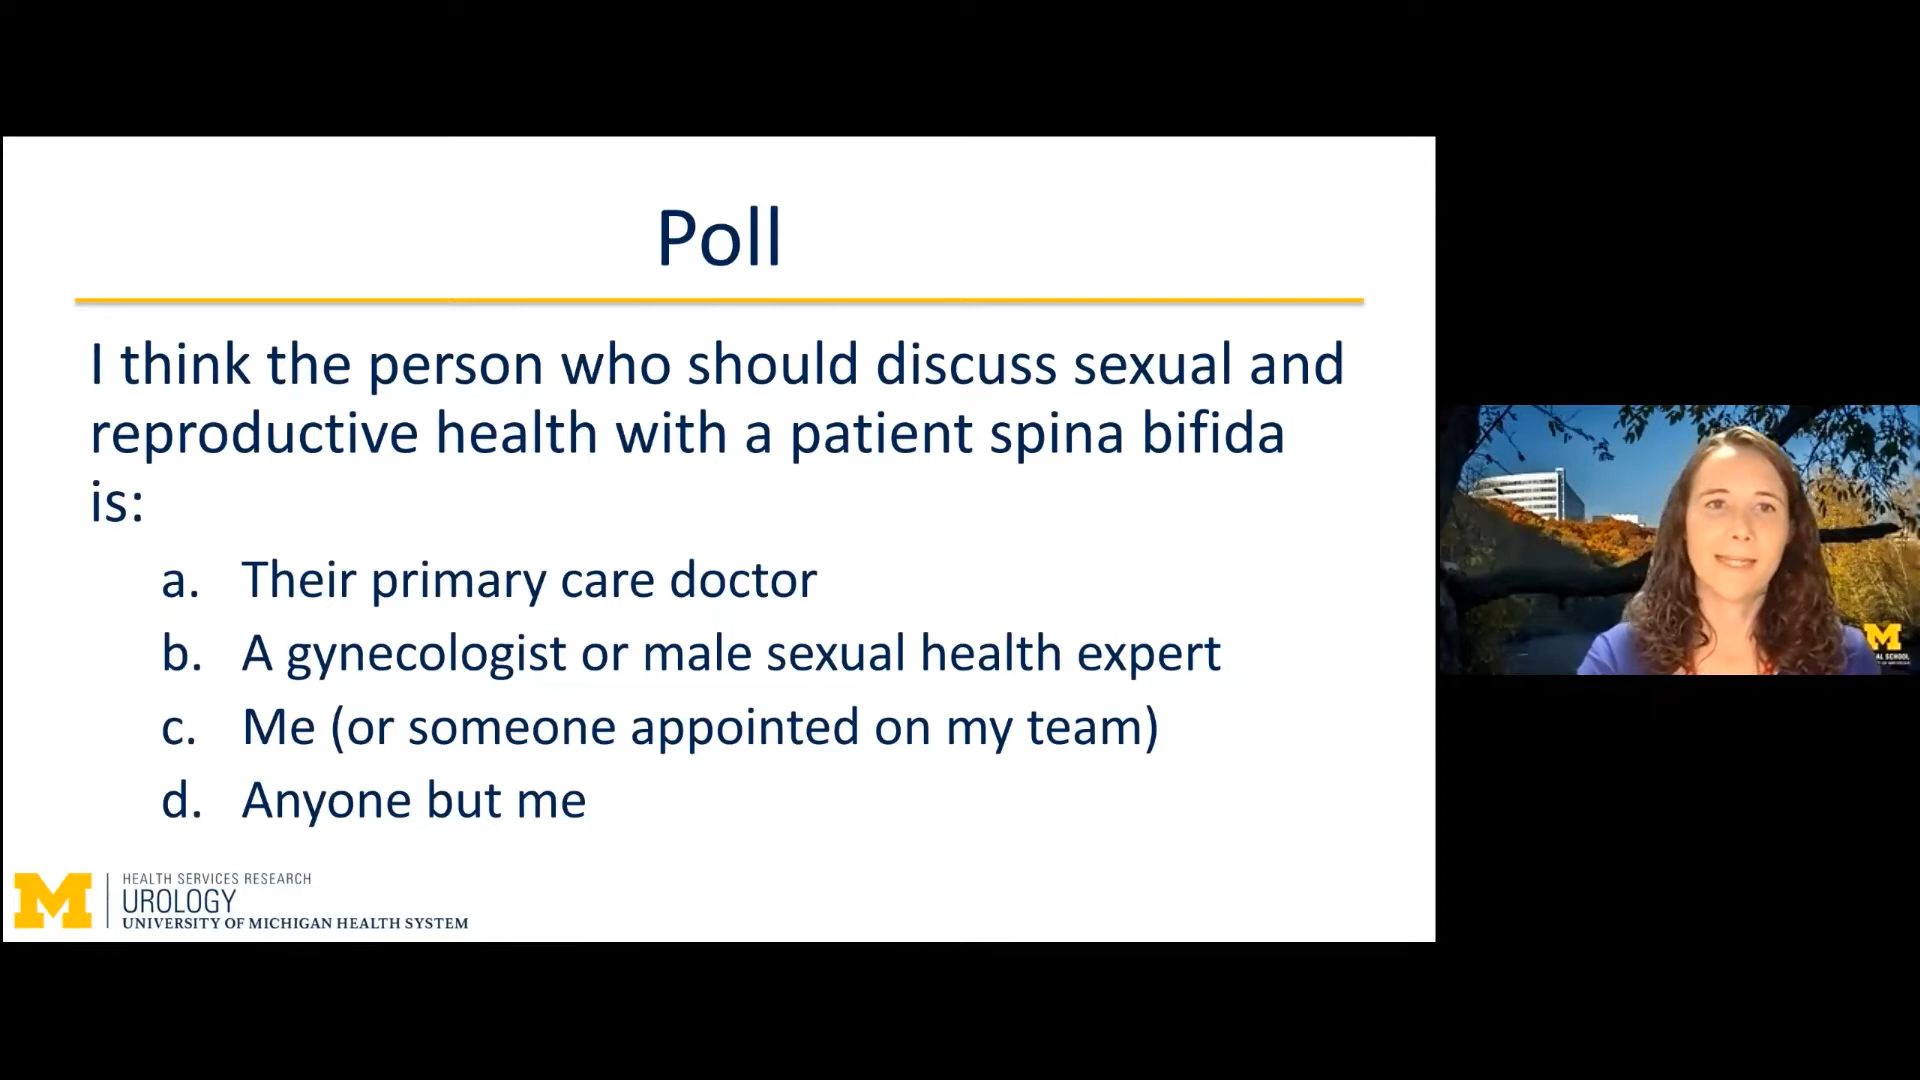 Poll
I think the person who should discuss sexual and
reproductive health with a patient spina bifida
is:
a. Their primary care doctor
b. A gynecologist or male sexual health expert
c. Me (or someone appointed on my team)
d. Anyone but me
M
HEALTH SERVICES RESEARCH
UROLOGY
UNIVERSITY OF MICHIGAN HEALTH SYSTEM
M
AL SCHOOL